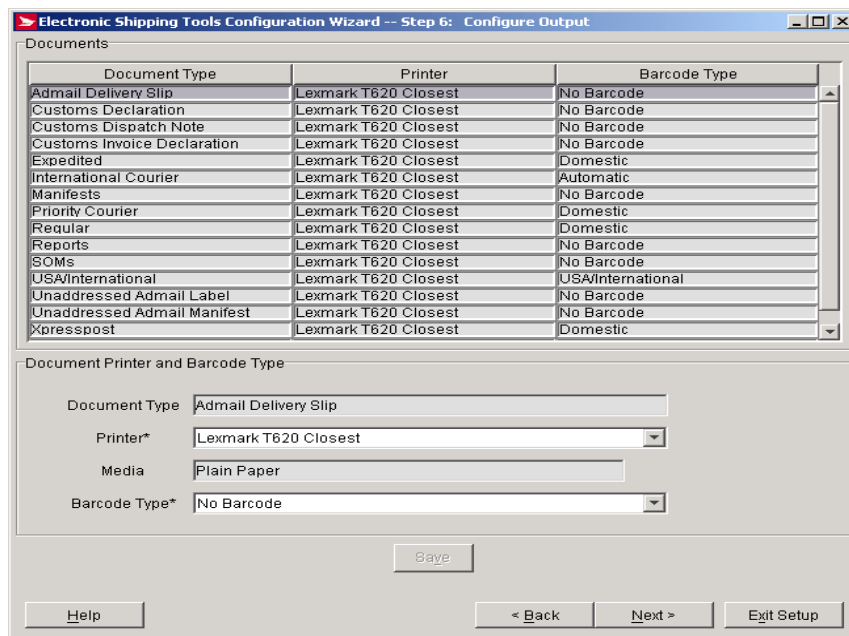 Electronic Shipping Tools Configuration Wizard -- Step 6: Configure Output
Documents
Document Type Printer Barcode Type
Admail Delivery Slip Lexmark T620 Closest No Barcode
Customs Declaration Lexmark T620 Closest No Barcode
Customs Dispatch Note Lexmark T620 Closest No Barcode
Customs Invoice Declaration Lexmark T620 Closest No Barcode
Expedited Lexmark T620 Closest Domestic
International Courier Lexmark T620 Closest Automatic
Manifests Lexmark T620 Closest No Barcode
Priority Courier Lexmark T620 Closest Domestic
Regular Lexmark T620 Closest Domestic
Reports Lexmark T620 Closest No Barcode
SOMs Lexmark T620 Closest No Barcode
USA/International Lexmark T620 Closest USA/International
Unaddressed Admail Label Lexmark T620 Closest No Barcode
Unaddressed Admail Manifest Lexmark T620 Closest No Barcode
Xpresspost Lexmark T620 Closest Domestic
Document Printer and Barcode Type
Document Type Admail Delivery Slip
Printer* Lexmark T620 Closest
Media Plain Paper
Barcode Type* No Barcode
Save
Help < Back Next > Exit Setup